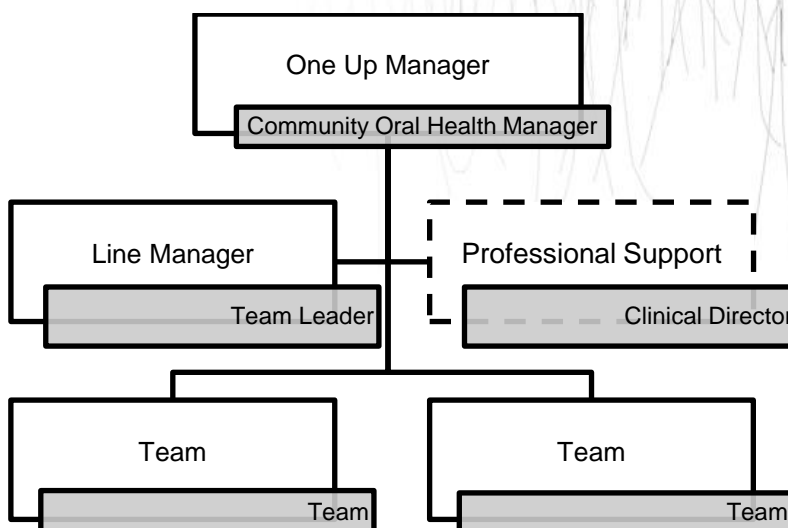 One Up Manager
Community Oral Health Manager
Line Manager
Team Leader
Professional Support
Clinical Director
Team
Team
Team
Team